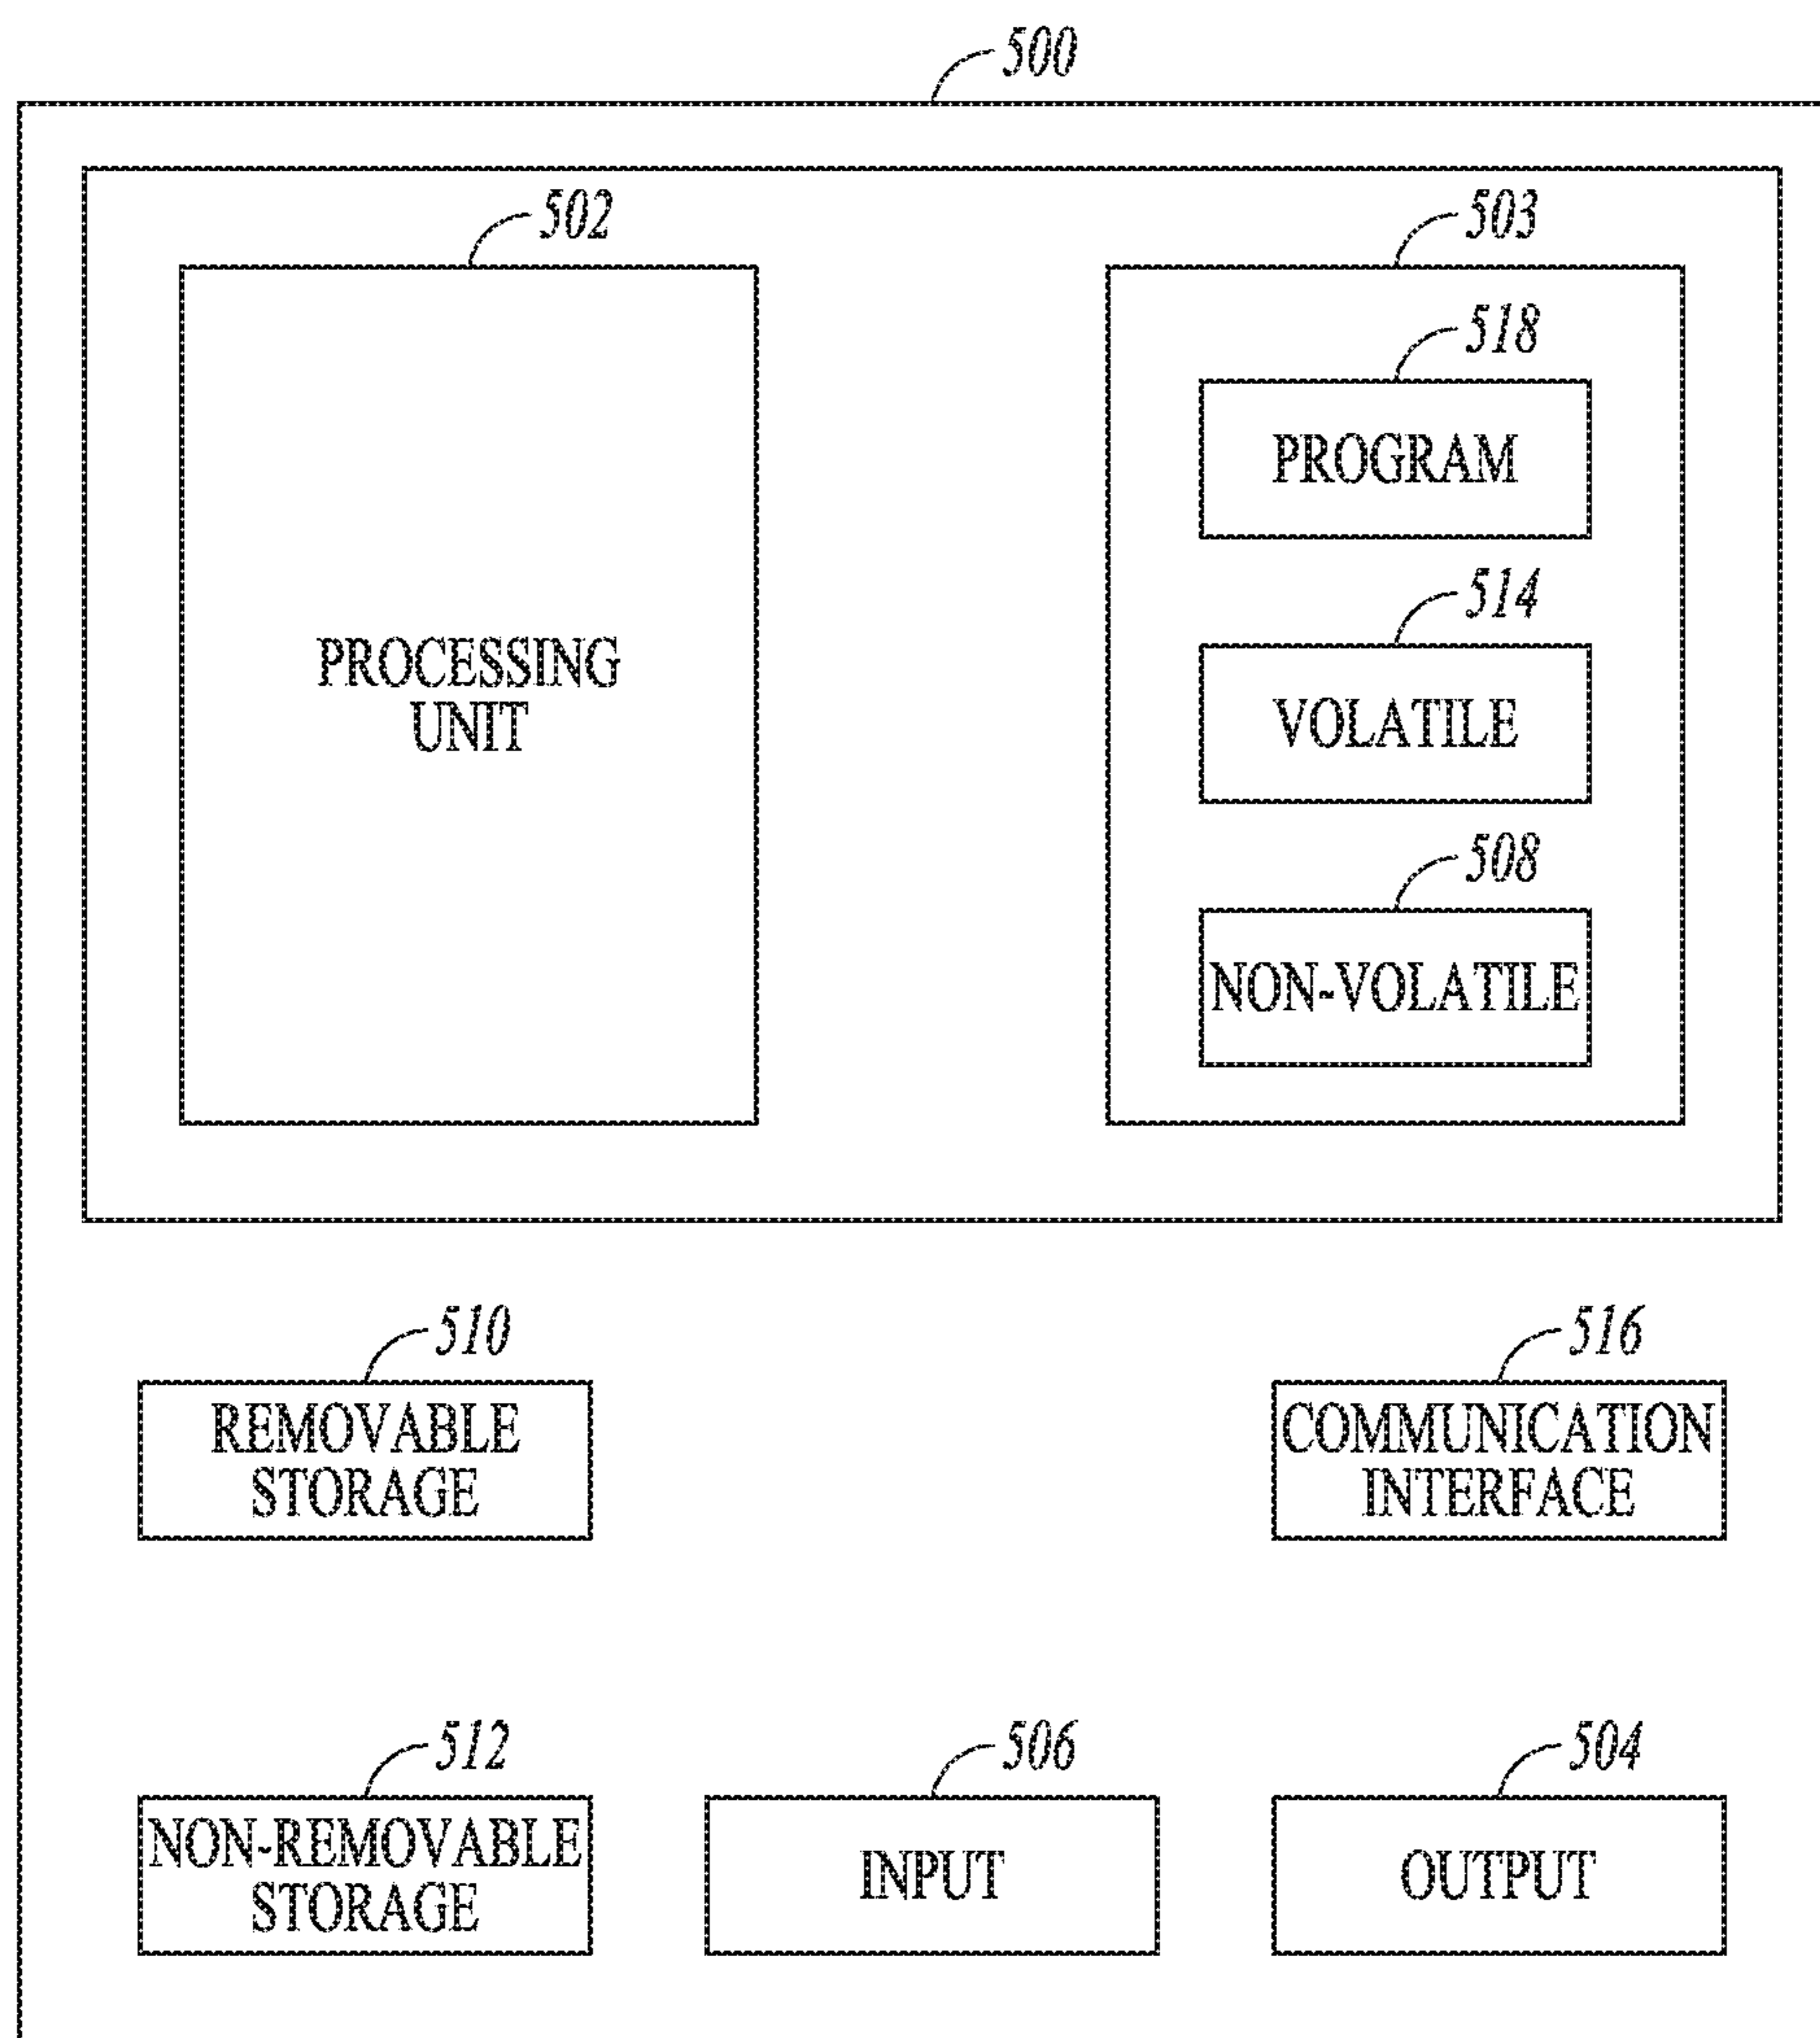 500
502
503
518
PROGRAM
514
PROCESSING
UNIT
VOLATILE
508
NON-VOLATILE
510
516
REMOVABLE
STORAGE
COMMUNICATION
INTERFACE
512
506
504
NON-REMOVABLE
STORAGE
INPUT
OUTPUT